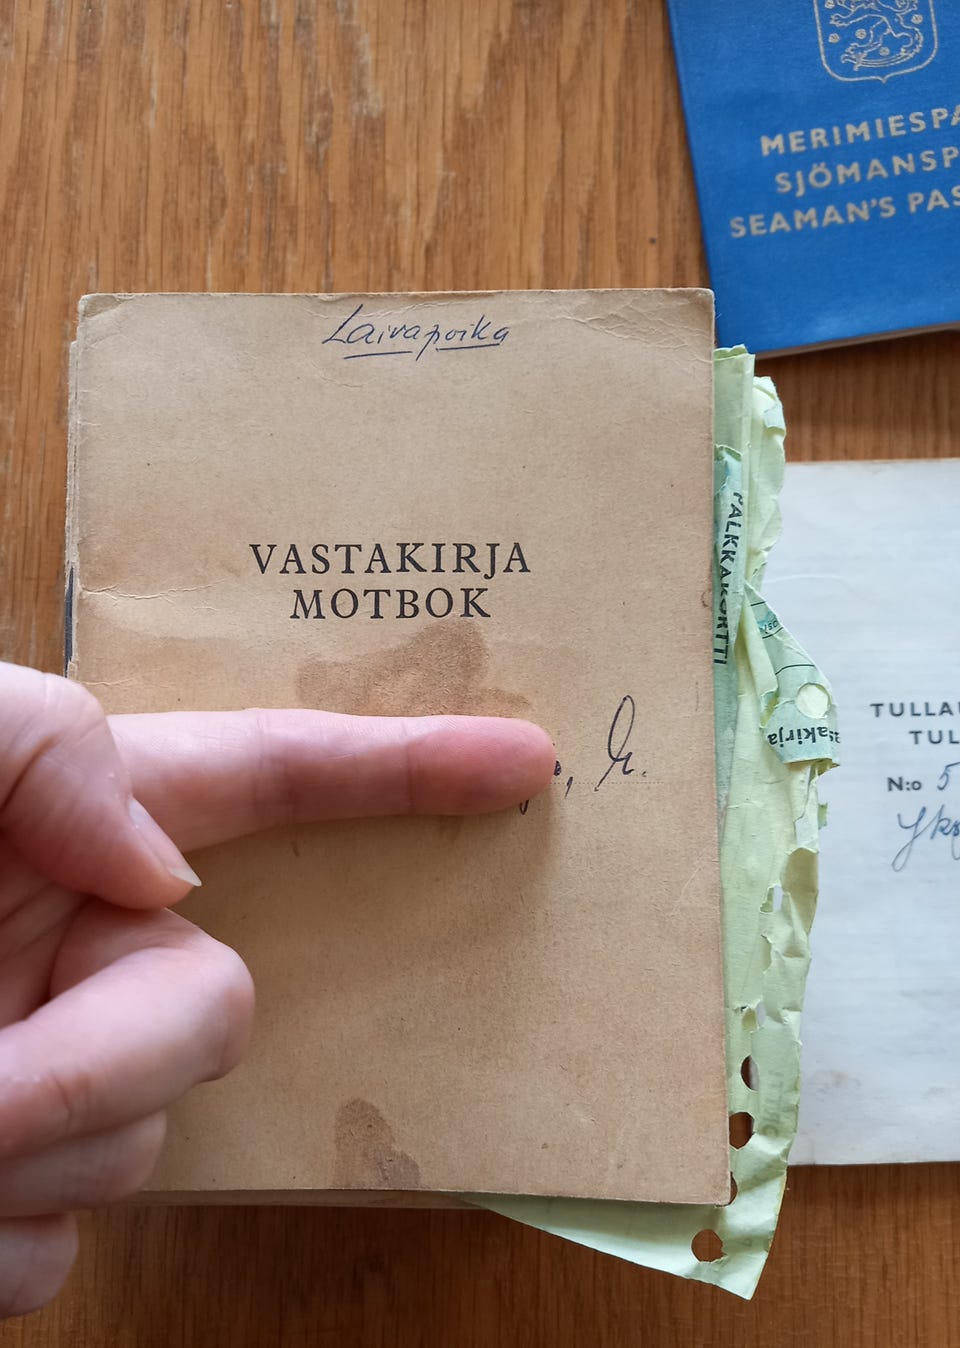 MERIMIESPA
SJÖMANSP
SEAMAN'S PAS
Laivapoika
VASTAKIRJA
MOTBOK
PALKKAKORTTI
TULLA
TUL
N:o 5